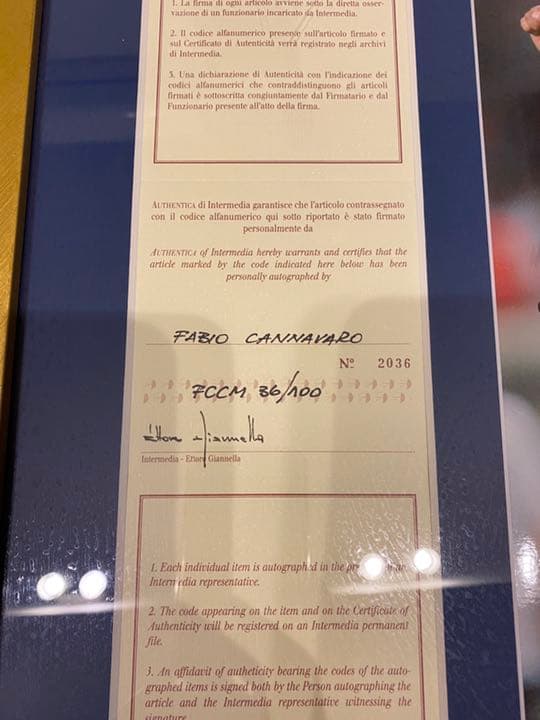 1. La firma di ogni articolo avviene sotto la diretta osser-
vazione di un funzionario incaricato da Intermedia.
2. Il codice alfanumerico presente sull'articolo firmato e
sul Certificato di Autenticità verrà registrato negli archivi
di Intermedia.
3. Una dichiarazione di Autenticità con l'indicazione dei
codici alfanumerici che contraddistinguono gli articoli
firmati è sottoscritta congiuntamente dal Firmatario e dal
Funzionario presente all'atto della firma.
AUTHENTICA di Intermedia garantisce che l'articolo contrassegnato
con il codice alfanumerico qui sotto riportato è stato firmato
personalmente da
AUTHENTICA of Intermedia hereby warrants and certifies that the
article marked by the code indicated here below has been
personally autographed by
FABIO CANNAVARO
Nº 2036
FCCM 36/100
Ettore Giannella
Intermedia - Ettore Giannella
1. Each individual item is autographed in the
Intermedia representative.
2. The code appearing on the item and on the Certificate of
Authenticity will be registered on an Intermedia permanent
file.
3. An affidavit of autheticity bearing the codes of the auto-
graphed items is signed both by the Person autographing the
article and the Intermedia representative witnessing the
signature.